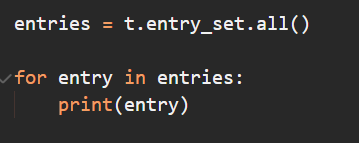 entries = t.entry_set.all()
for entry in entries:
    print(entry)